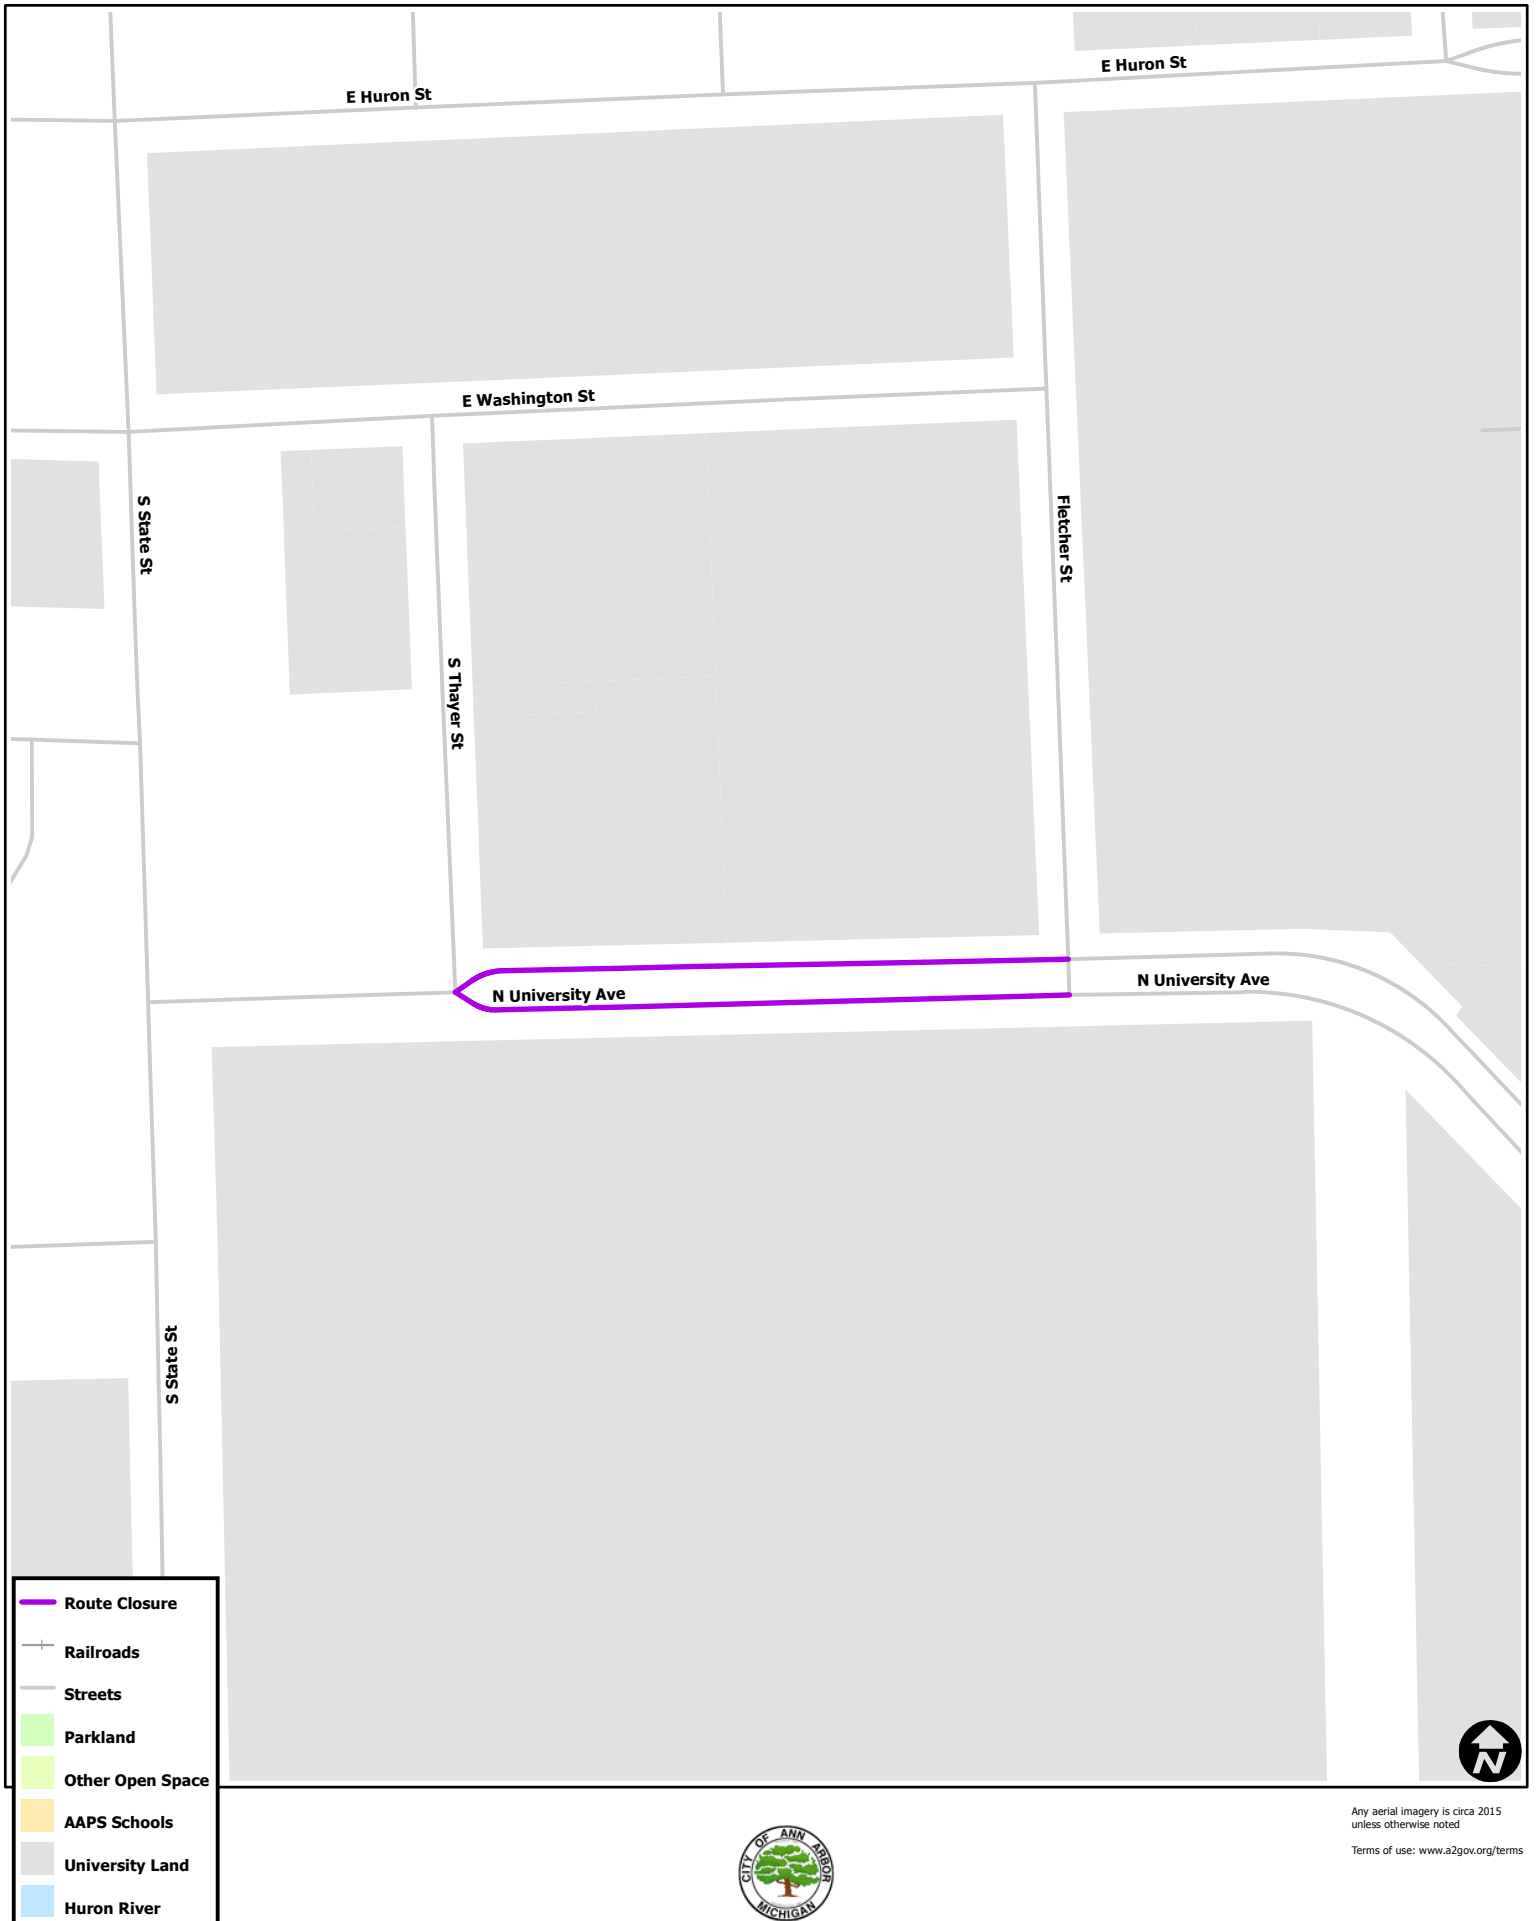 E Huron St
E Huron St
E Washington St
S State St
Fletcher St
S Thayer St
N University Ave
N University Ave
S State St
Route Closure
Railroads
Streets
Parkland
Other Open Space
AAPS Schools
University Land
Huron River
N
Any aerial imagery is circa 2015
unless otherwise noted
Terms of use: www.a2gov.org/terms
CITY OF ANN ARBOR
MICHIGAN